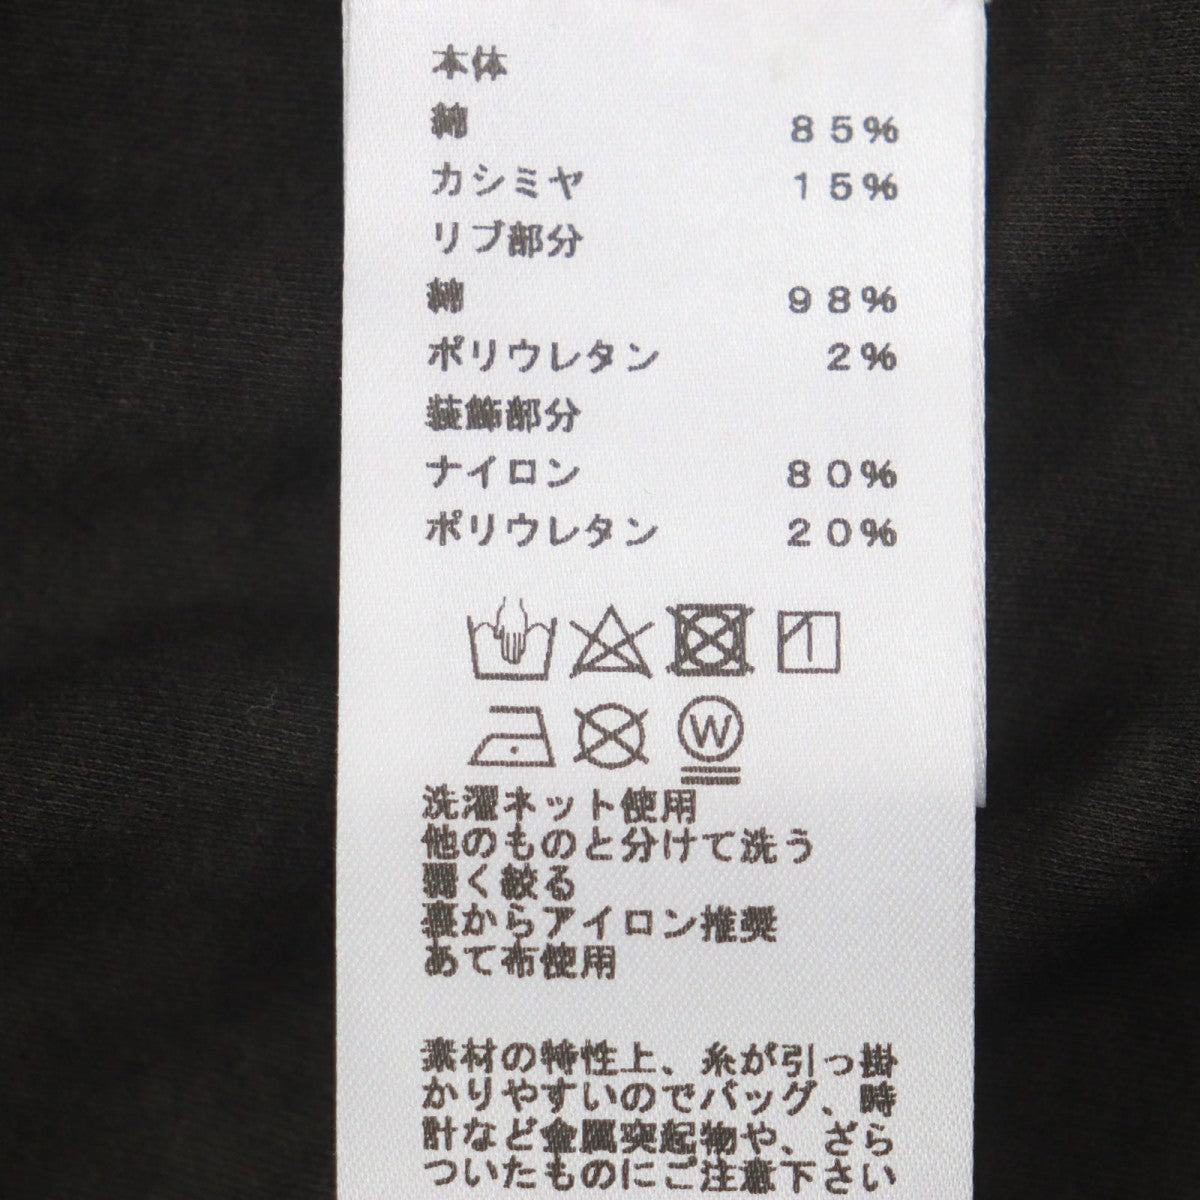 本体
綿 85%
カシミヤ 15%
リブ部分
綿 98%
ポリウレタン 2%
装飾部分
ナイロン 80%
ポリウレタン 20%
W
洗濯ネット使用
他のものと分けて洗う
弱く絞る
裏からアイロン推奨
あて布使用
素材の特性上、糸が引っ掛
かりやすいのでバッグ、時
計など金属突起物や、ざら
ついたものにご注意下さい